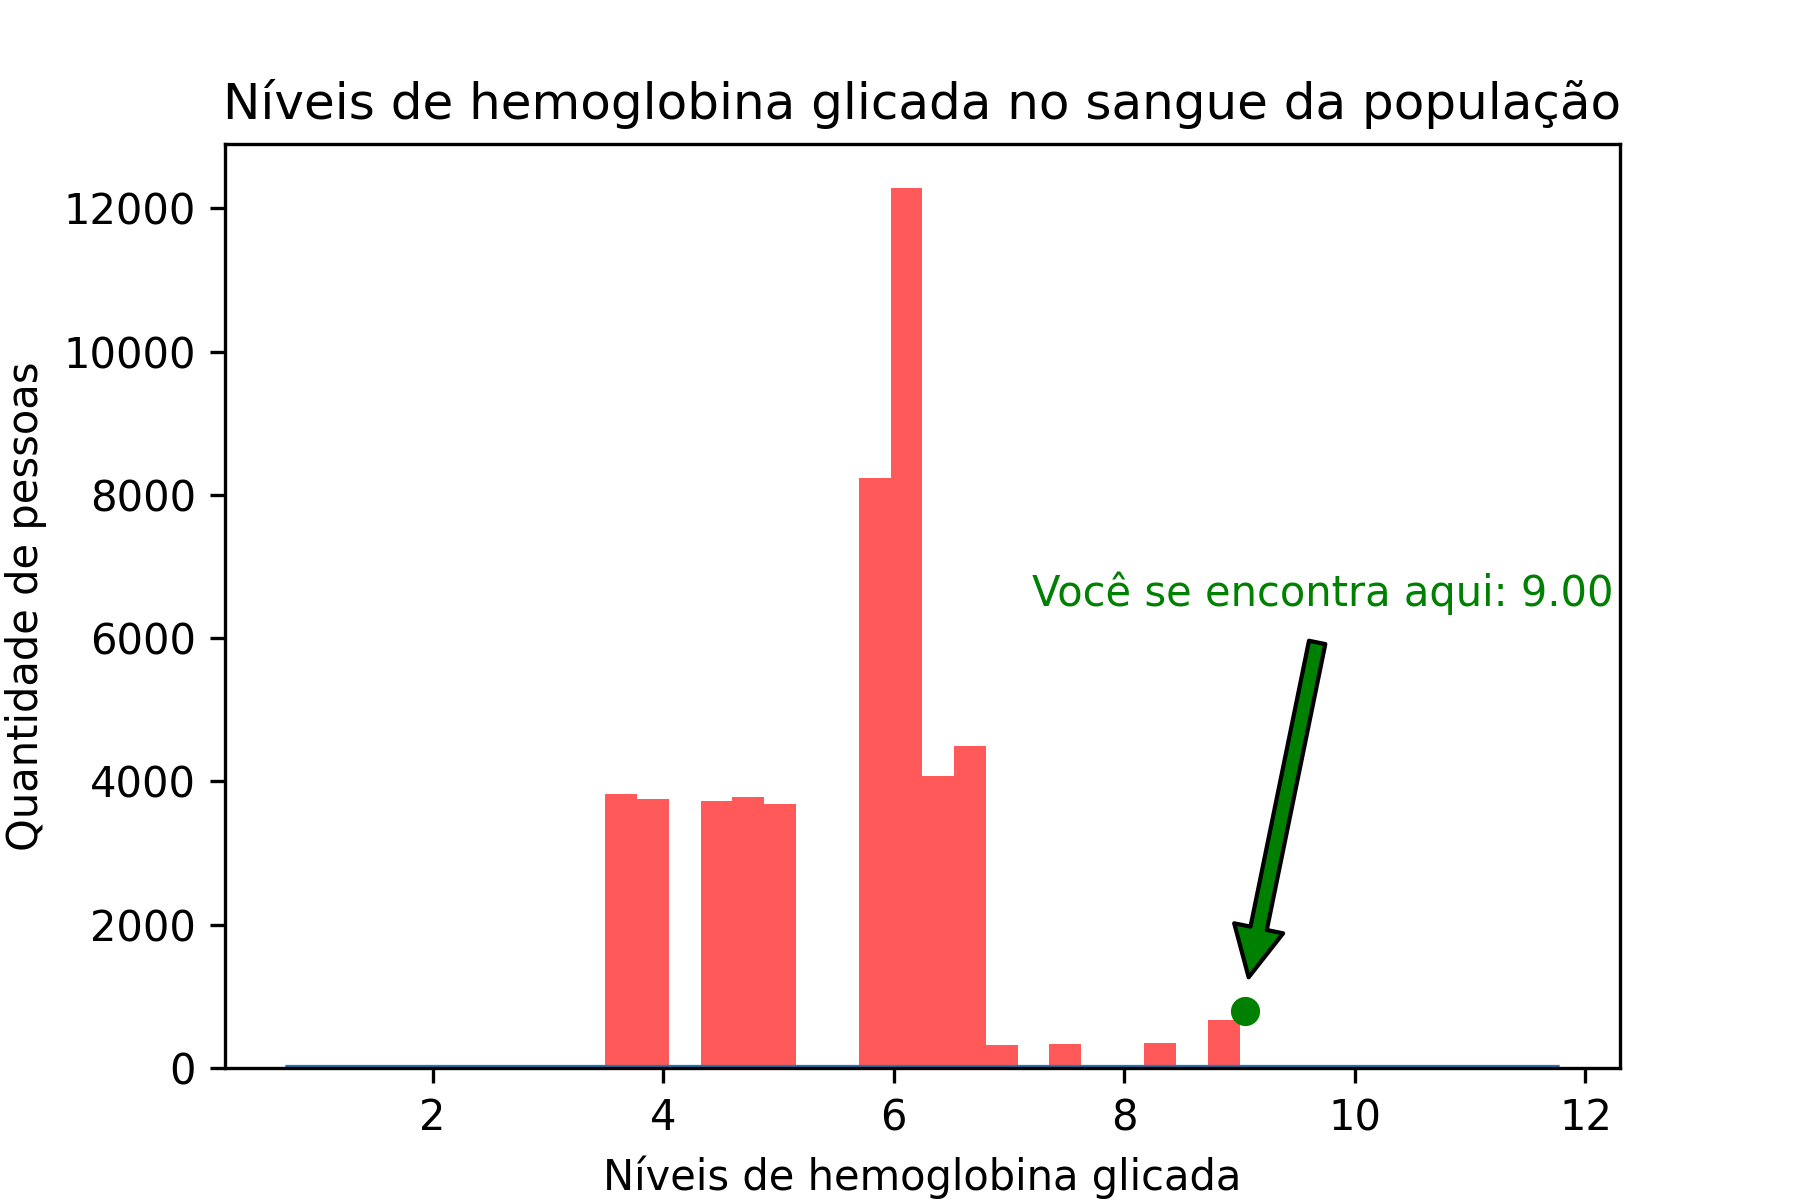 Níveis de hemoglobina glicada no sangue da população
12000
10000
8000
6000
4000
2000
0
Quantidade de pessoas
Você se encontra aqui: 9.00
2 4 6 8 10 12
Níveis de hemoglobina glicada